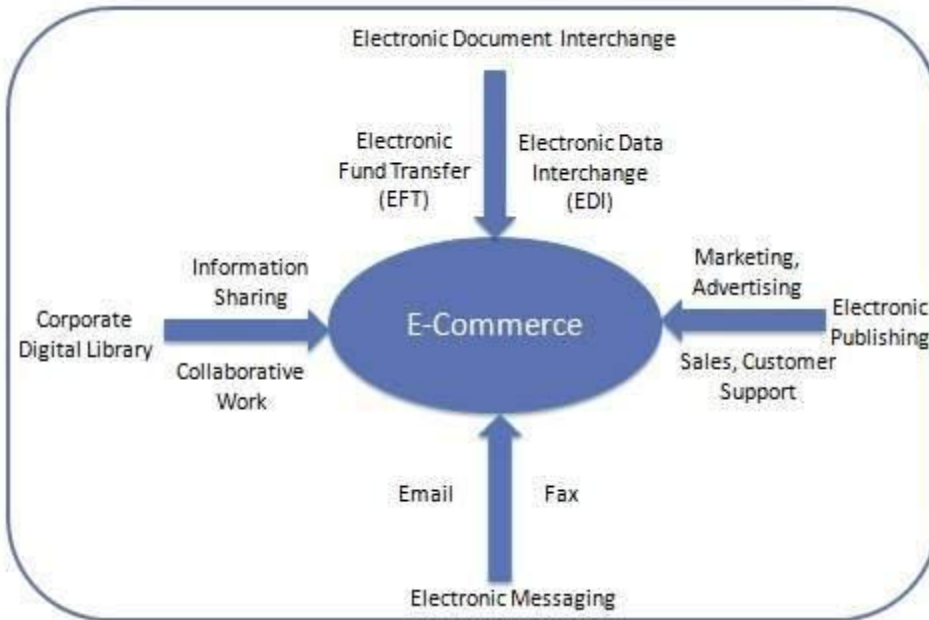 Electronic Document Interchange
Electronic
Fund Transfer
(EFT)
Electronic Data
Interchange
(EDI)
Information
Sharing
Marketing,
Advertising
E-Commerce
Corporate
Digital Library
Electronic
Publishing
Collaborative
Work
Sales, Customer
Support
Email
Fax
Electronic Messaging